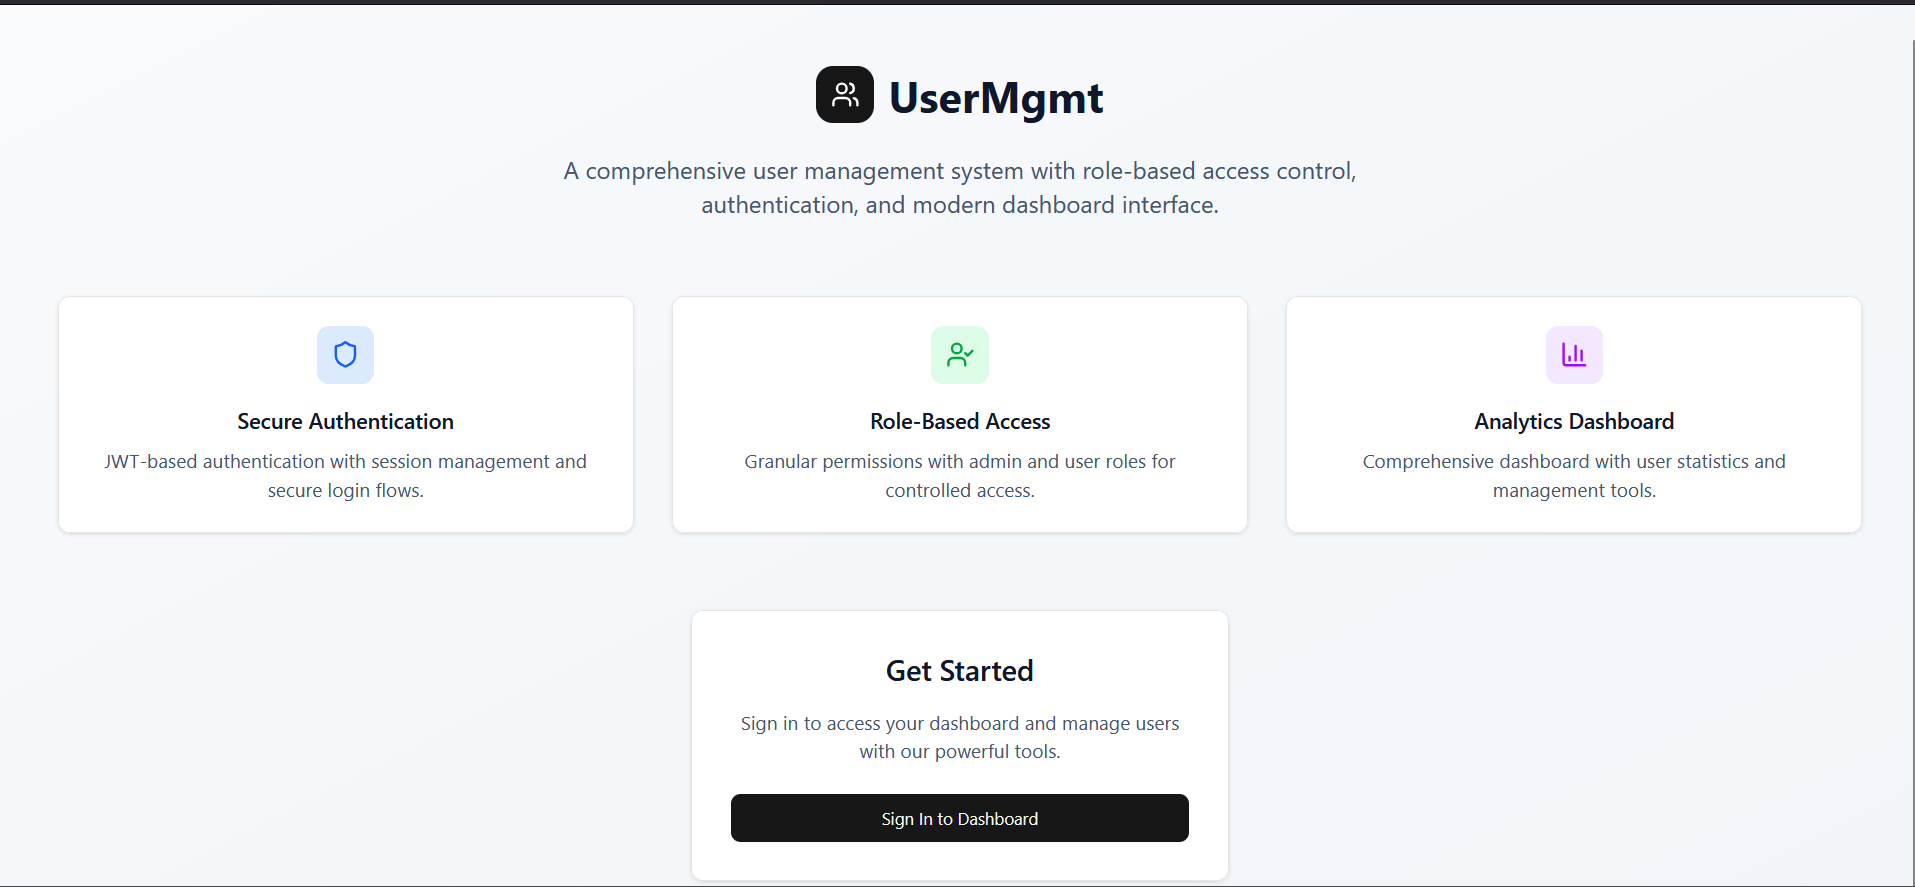 UserMgmt
A comprehensive user management system with role-based access control,
authentication, and modern dashboard interface.
Secure Authentication
JWT-based authentication with session management and
secure login flows.
Role-Based Access
Granular permissions with admin and user roles for
controlled access.
Analytics Dashboard
Comprehensive dashboard with user statistics and
management tools.
Get Started
Sign in to access your dashboard and manage users
with our powerful tools.
Sign In to Dashboard